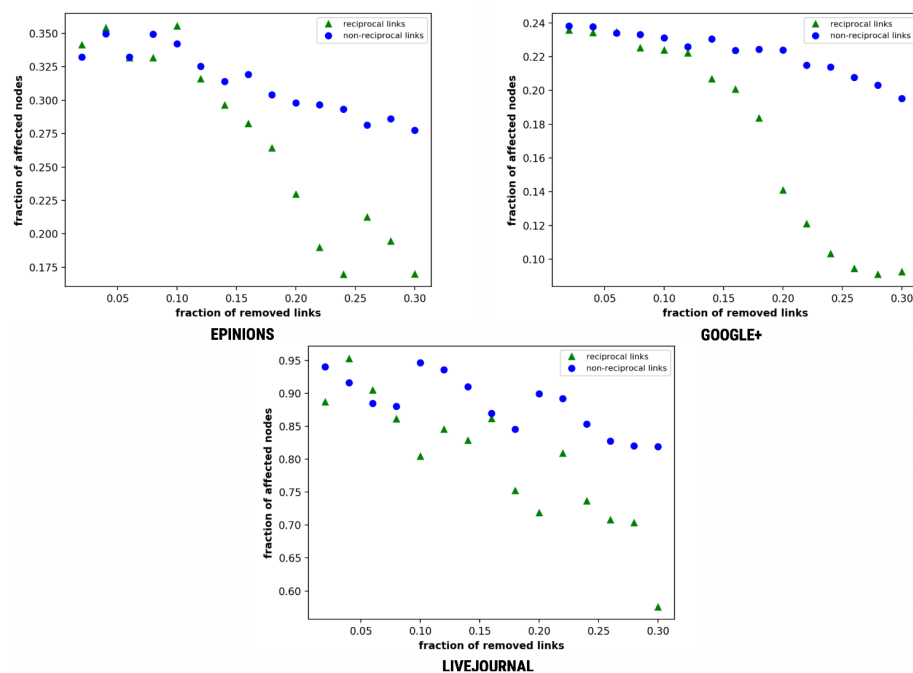 reciprocal links
non-reciprocal links
fraction of affected nodes
0.350
0.325
0.300
0.275
0.250
0.225
0.200
0.175
0.05 0.10 0.15 0.20 0.25 0.30
fraction of removed links
EPINIONS
reciprocal links
non-reciprocal links
fraction of affected nodes
0.24
0.22
0.20
0.18
0.16
0.14
0.12
0.10
0.05 0.10 0.15 0.20 0.25 0.30
fraction of removed links
GOOGLE+
reciprocal links
non-reciprocal links
fraction of affected nodes
0.95
0.90
0.85
0.80
0.75
0.70
0.65
0.60
0.05 0.10 0.15 0.20 0.25 0.30
fraction of removed links
LIVEJOURNAL